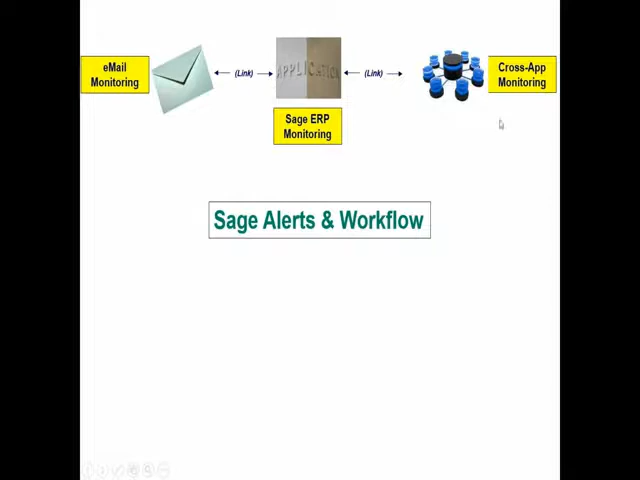 eMail
Monitoring
(Link)
APPLICATION
(Link)
Cross-App
Monitoring
Sage ERP
Monitoring
Sage Alerts & Workflow